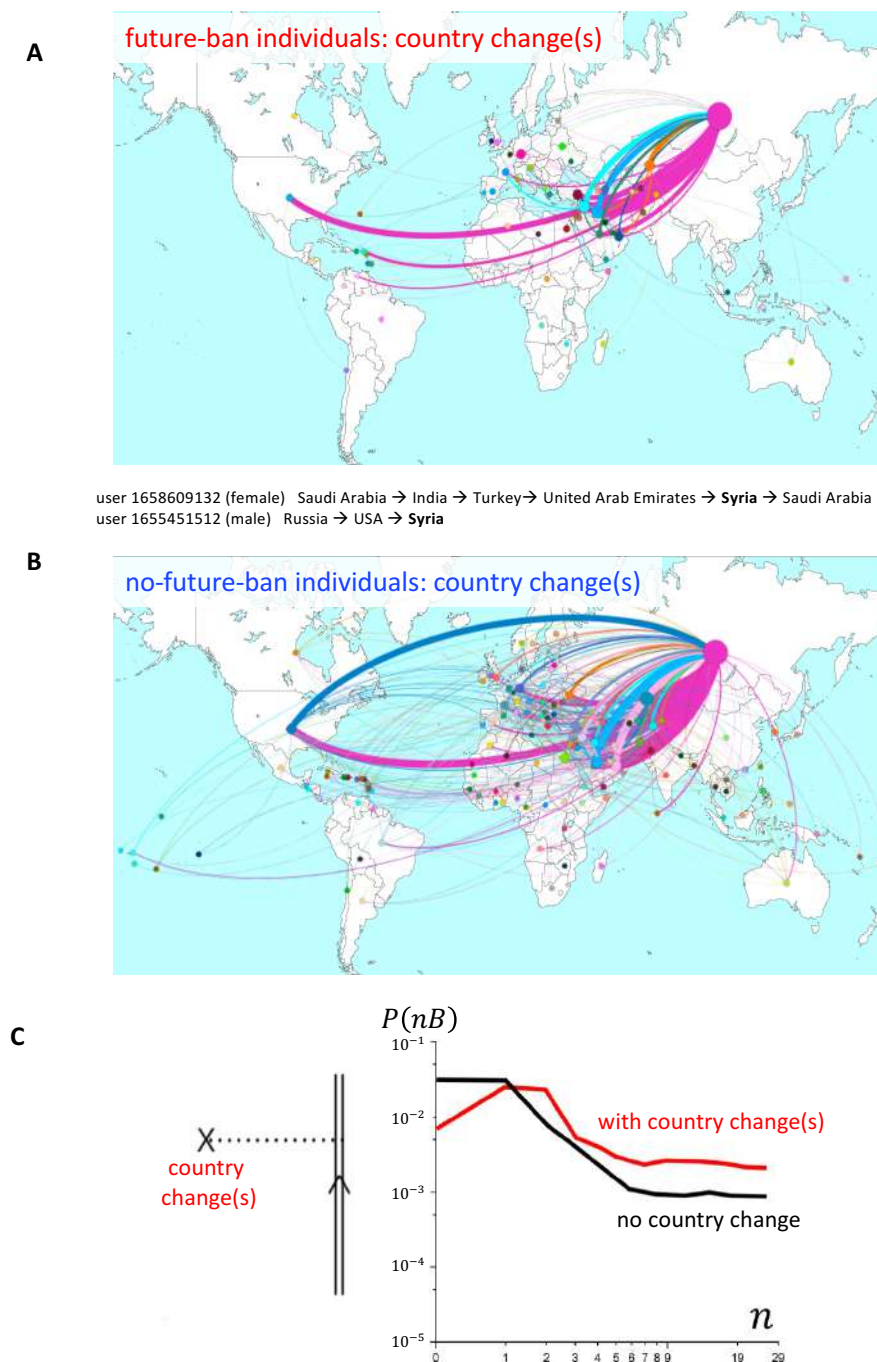 A
future-ban individuals: country change(s)
user 1658609132 (female) Saudi Arabia → India → Turkey→ United Arab Emirates → Syria → Saudi Arabia
user 1655451512 (male) Russia → USA → Syria
B
no-future-ban individuals: country change(s)
C
P(nB)
10⁻¹
10⁻²
10⁻³
10⁻⁴
10⁻⁵
with country change(s)
no country change
X
country
change(s)
n
0 1 2 3 4 5 6 7 8 9 19 29